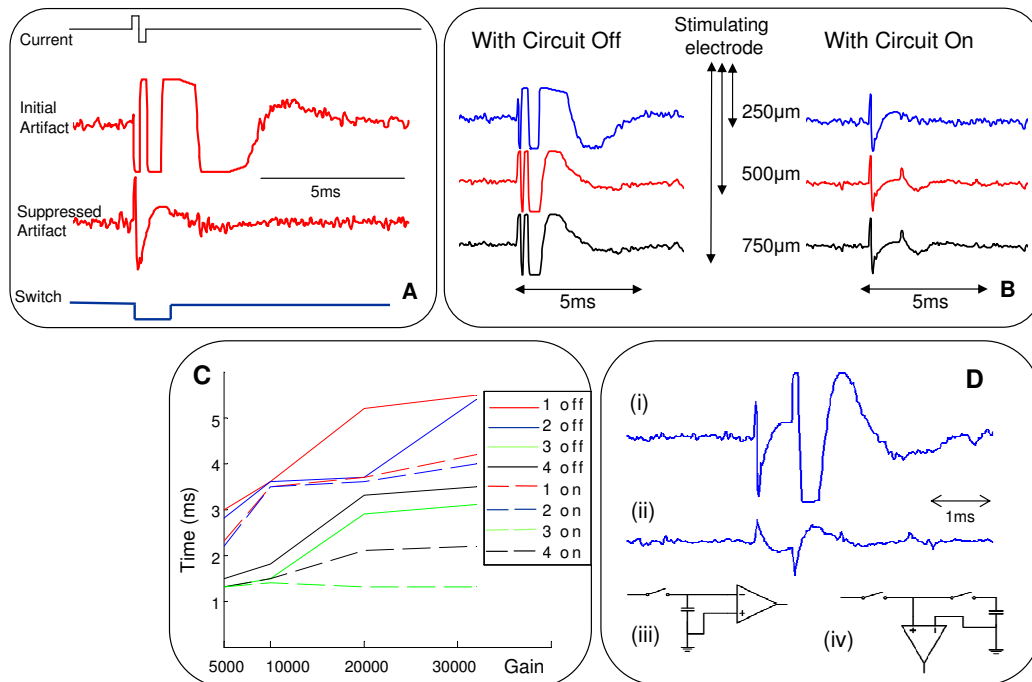 Current
Initial
Artifact
5ms
Suppressed
Artifact
Switch
A
With Circuit Off
Stimulating
electrode
With Circuit On
250µm
500µm
750µm
5ms
5ms
B
C
Time (ms)
5
4
3
2
1
5000 10000 20000 30000 Gain
1 off
2 off
3 off
4 off
1 on
2 on
3 on
4 on
D
(i)
(ii)
1ms
(iii)
(iv)